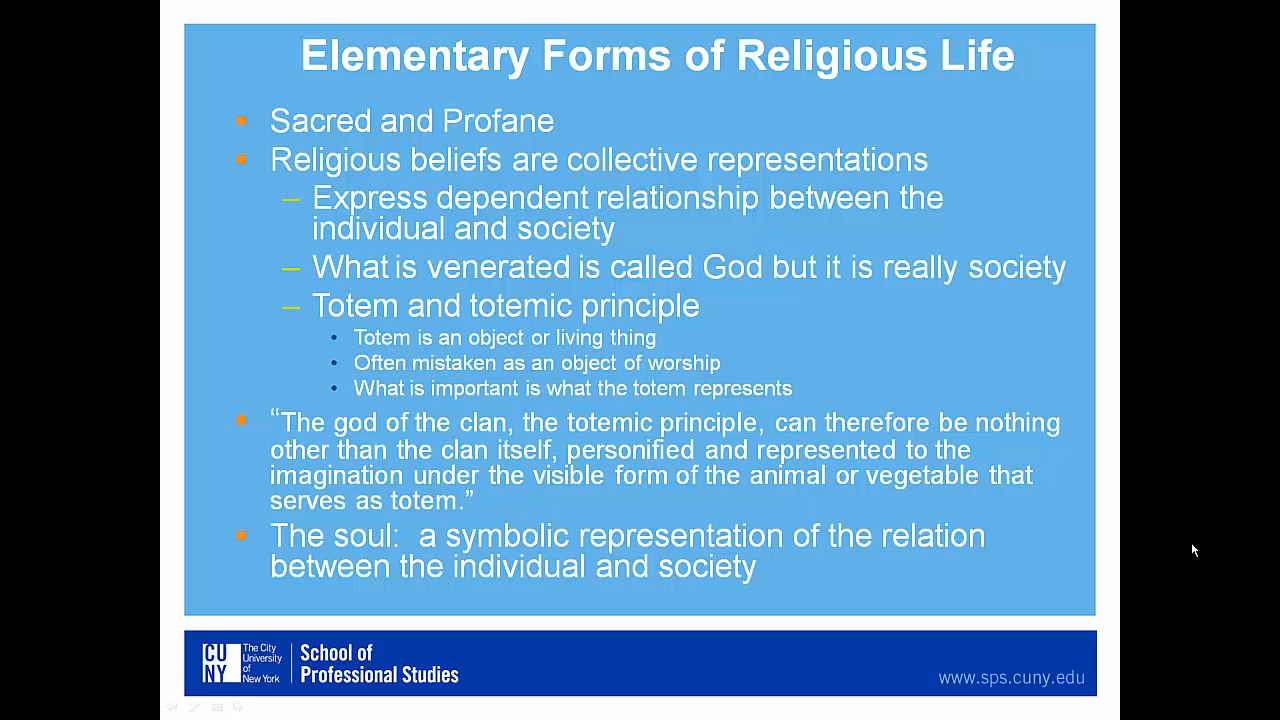 Elementary Forms of Religious Life
Sacred and Profane
Religious beliefs are collective representations
– Express dependent relationship between the
individual and society
– What is venerated is called God but it is really society
– Totem and totemic principle
• Totem is an object or living thing
• Often mistaken as an object of worship
• What is important is what the totem represents
“The god of the clan, the totemic principle, can therefore be nothing
other than the clan itself, personified and represented to the
imagination under the visible form of the animal or vegetable that
serves as totem.”
The soul:  a symbolic representation of the relation
between the individual and society
CU
NY
The City
University
of
New York
School of
Professional Studies
www.sps.cuny.edu